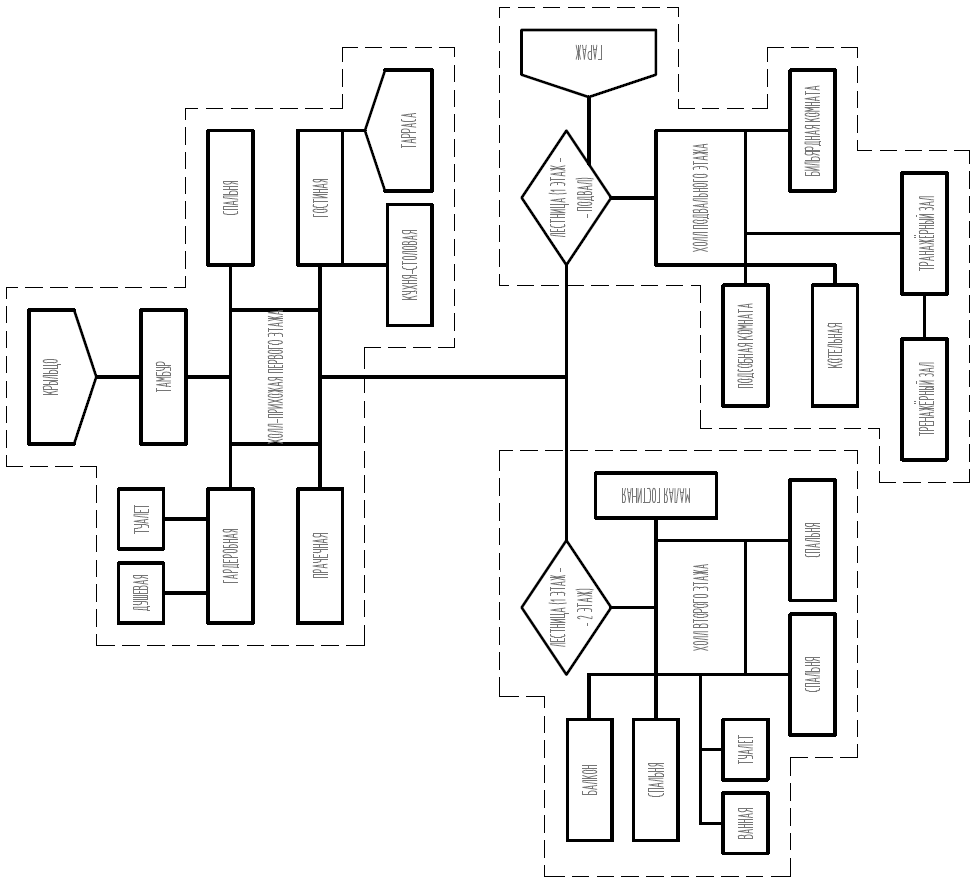 КРЫЛЬЦО
ТАМБУР
ХОЛЛ-ПРИХОЖАЯ ПЕРВОГО ЭТАЖА
СПАЛЬНЯ
ГОСТИНАЯ
ТАРРАСА
КУХНЯ-СТОЛОВАЯ
ТУАЛЕТ
ДУШЕВАЯ
ГАРДЕРОБНАЯ
ПРАЧЕЧНАЯ
ГАРАЖ
ЛЕСТНИЦА (1 ЭТАЖ -
-ПОДВАЛ)
ХОЛЛ ПОДВАЛЬНОГО ЭТАЖА
БИЛЬЯРДНАЯ КОМНАТА
ТРАНАЖЁРНЫЙ ЗАЛ
ПОДСОБНАЯ КОМНАТА
КОТЕЛЬНАЯ
ТРЕНАЖЁРНЫЙ ЗАЛ
МАЛАЯ ГОСТИНАЯ
ЛЕСТНИЦА (1 ЭТАЖ -
- 2 ЭТАЖ)
ХОЛЛ ВТОРОГО ЭТАЖА
СПАЛЬНЯ
СПАЛЬНЯ
БАЛКОН
СПАЛЬНЯ
ТУАЛЕТ
ВАННАЯ